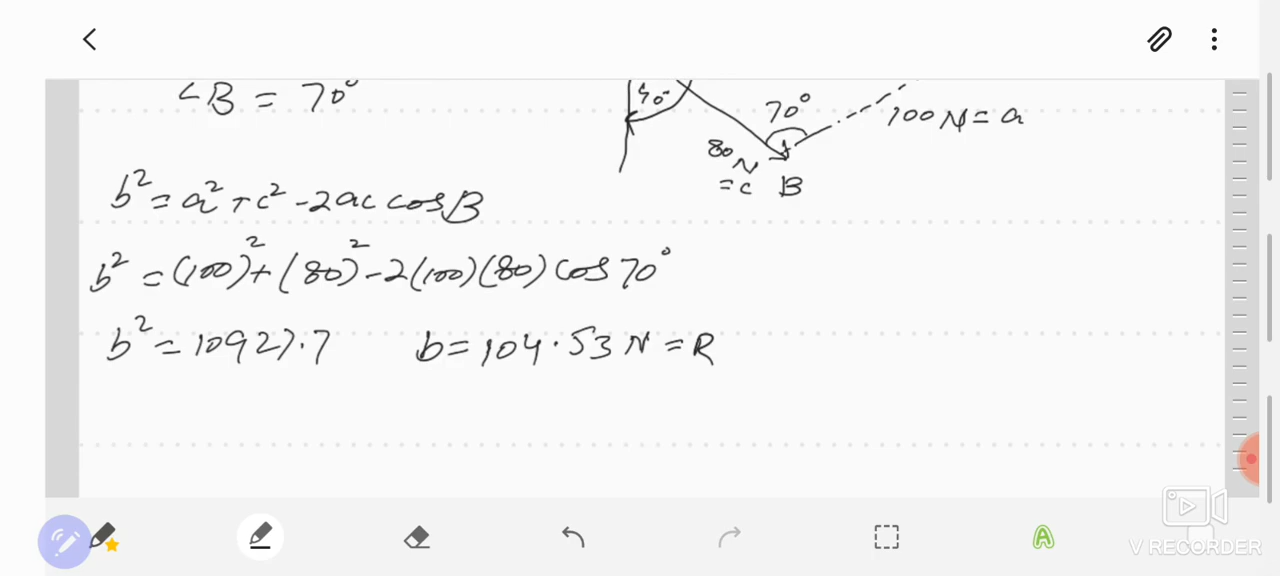 ∠B = 70°
40°
70°
100N = a
80 N
= c B
b² = a² + c² - 2ac cos B
b² = (100)² + (80)² - 2(100)(80) cos 70°
b² = 10927.7 b = 104.53 N = R
A
V RECORDER